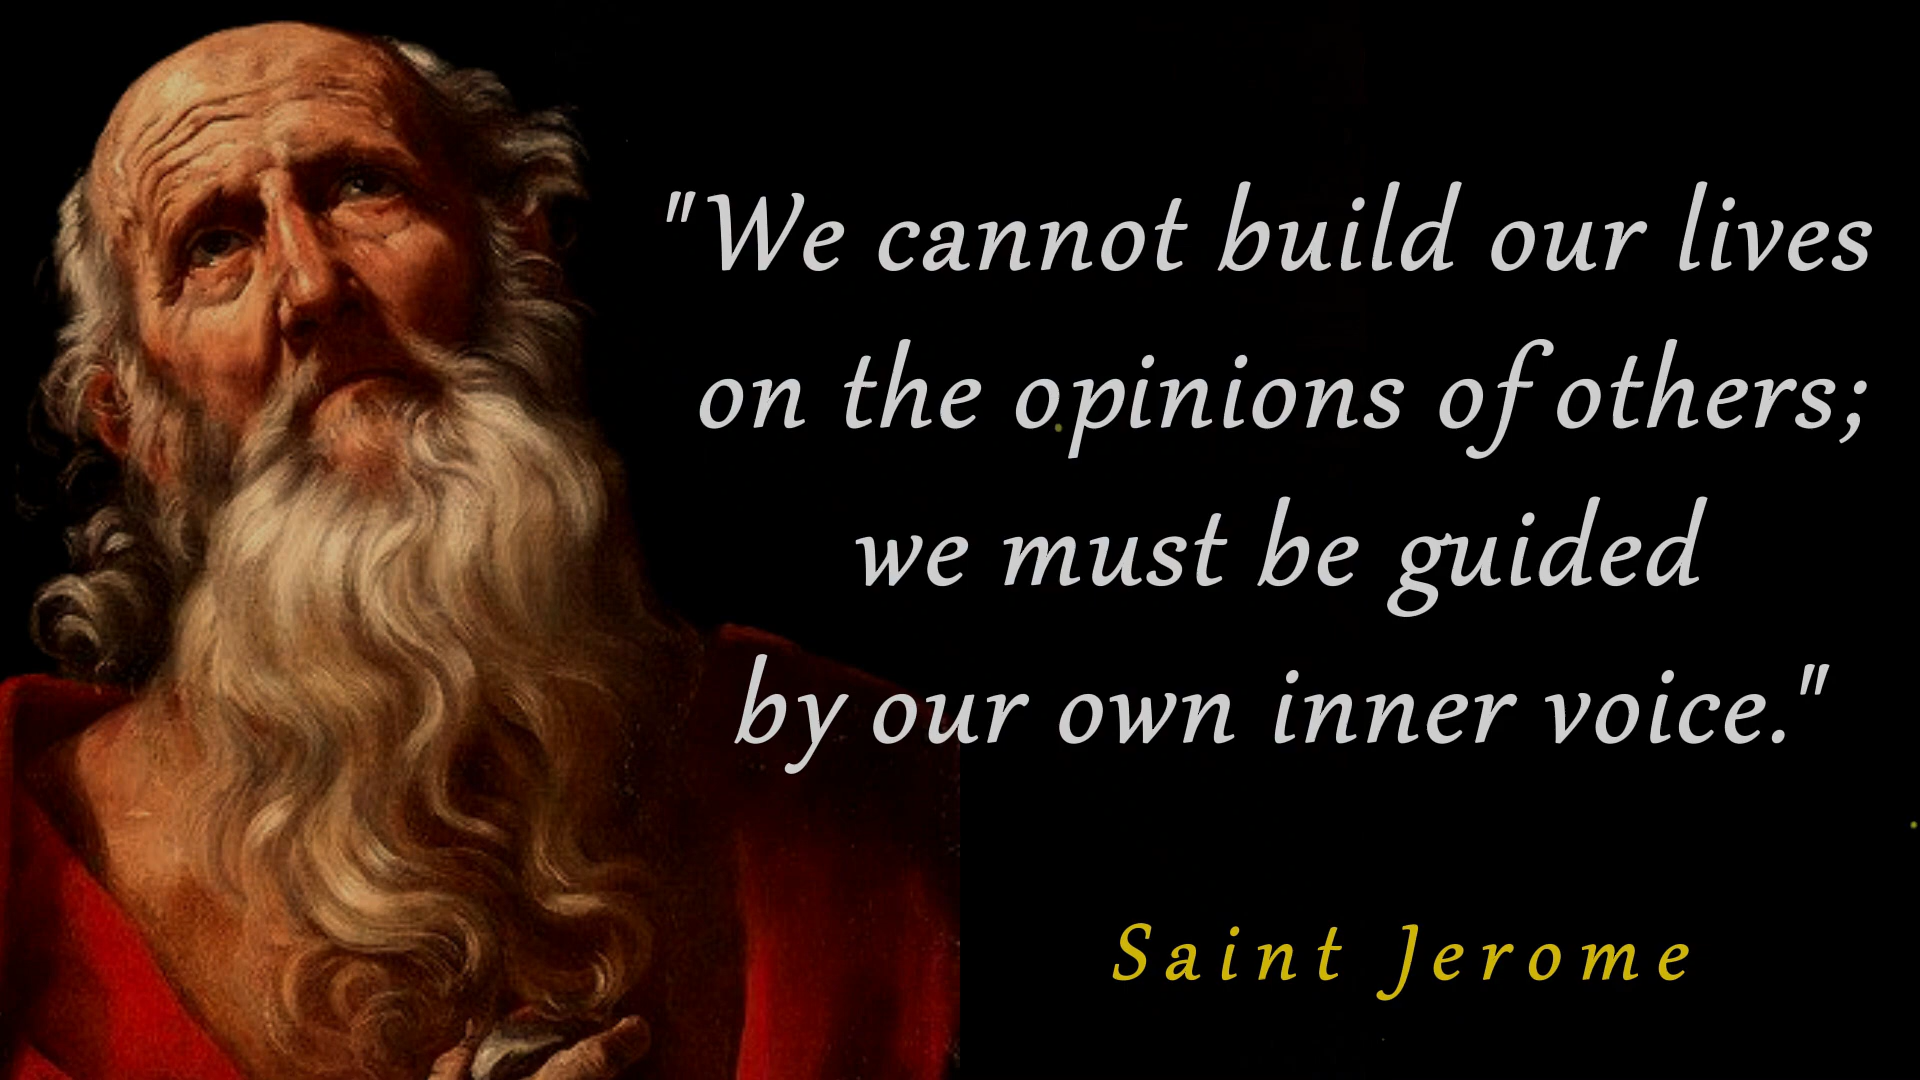 "We cannot build our lives
on the opinions of others;
we must be guided
by our own inner voice."
Saint Jerome